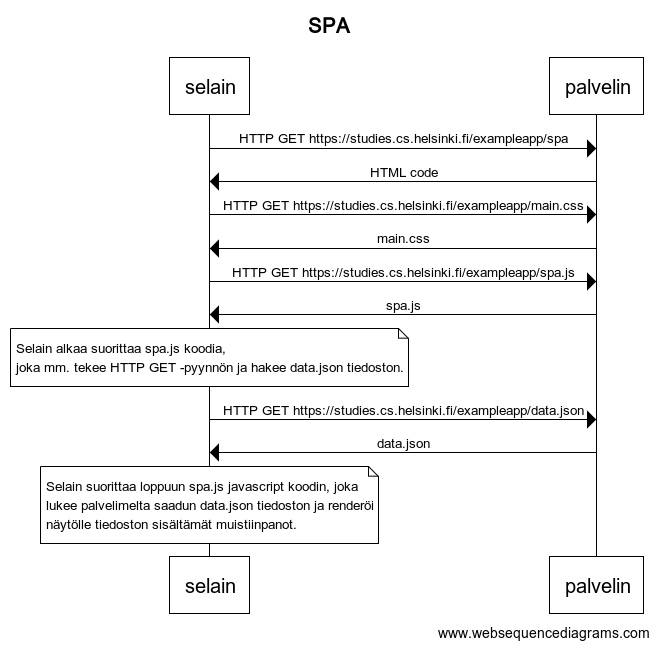 SPA
selain
palvelin
HTTP GET https://studies.cs.helsinki.fi/exampleapp/spa
HTML code
HTTP GET https://studies.cs.helsinki.fi/exampleapp/main.css
main.css
HTTP GET https://studies.cs.helsinki.fi/exampleapp/spa.js
spa.js
Selain alkaa suorittaa spa.js koodia,
joka mm. tekee HTTP GET -pyynnön ja hakee data.json tiedoston.
HTTP GET https://studies.cs.helsinki.fi/exampleapp/data.json
data.json
Selain suorittaa loppuun spa.js javascript koodin, joka
lukee palvelimelta saadun data.json tiedoston ja renderöi
näytölle tiedoston sisältämät muistiinpanot.
selain
palvelin
www.websequencediagrams.com